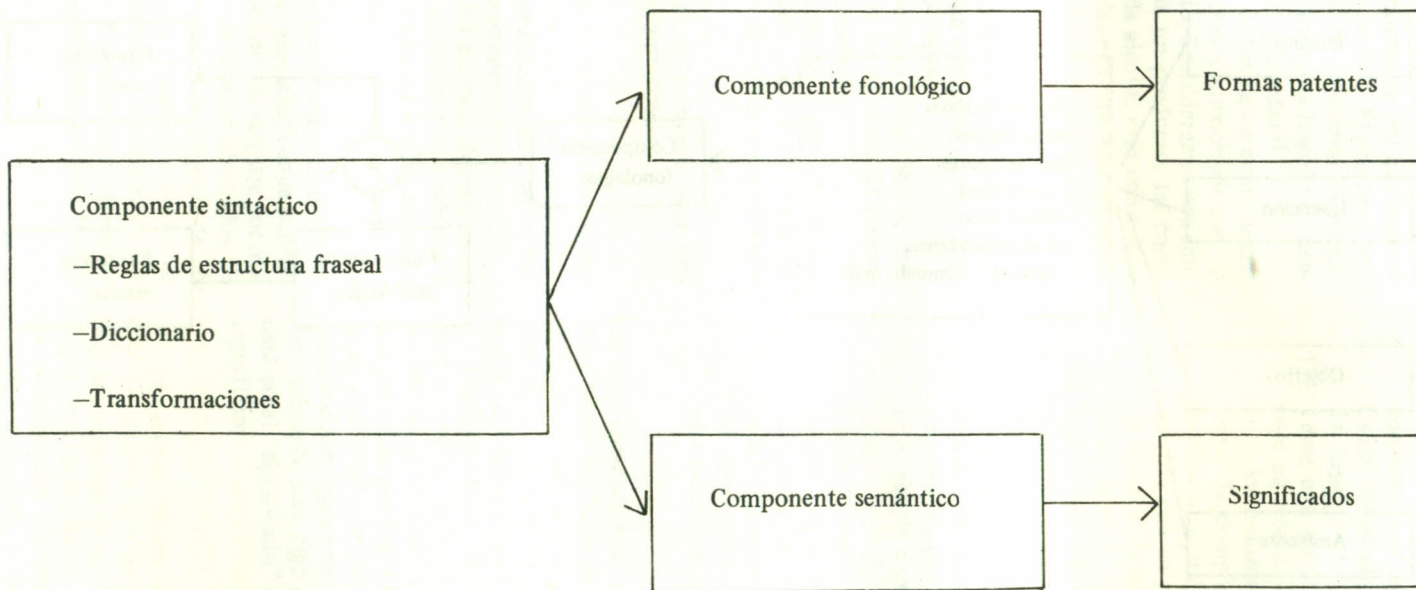 Componente sintáctico
—Reglas de estructura fraseal
—Diccionario
—Transformaciones
Componente fonológico
Formas patentes
Componente semántico
Significados